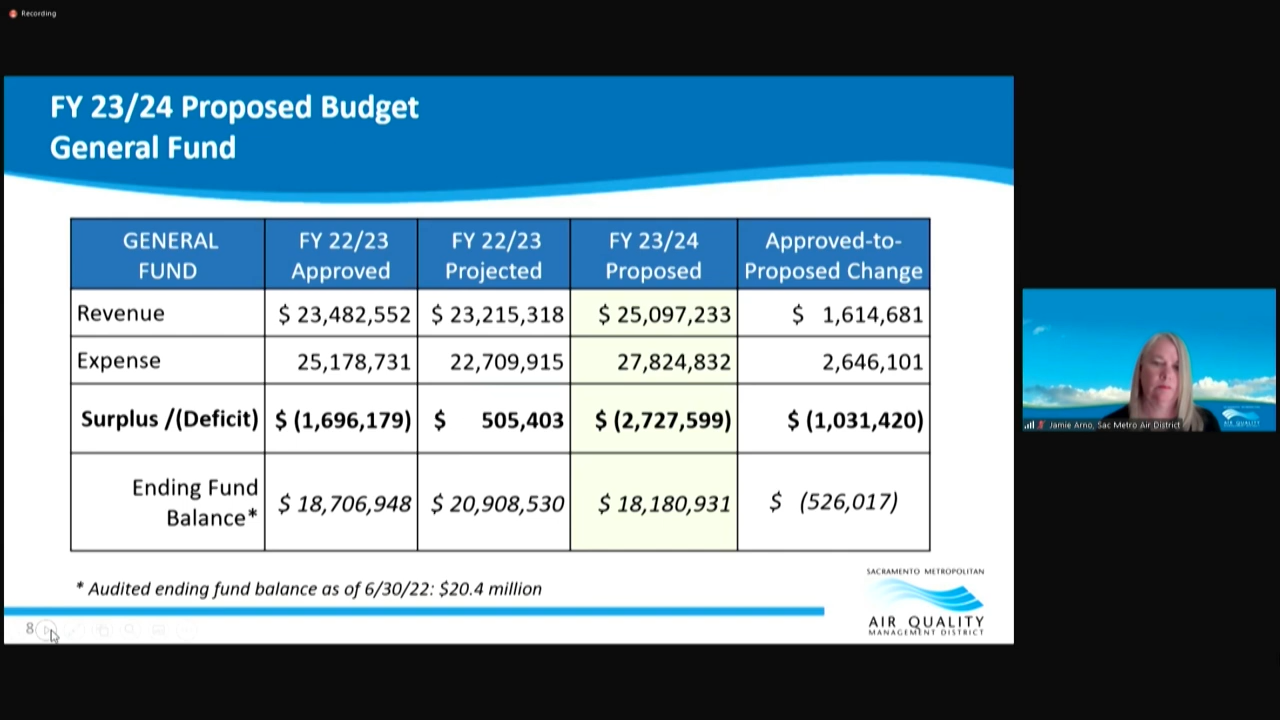 Recording
FY 23/24 Proposed Budget
General Fund
GENERAL FUND FY 22/23 Approved FY 22/23 Projected FY 23/24 Proposed Approved-to-Proposed Change
Revenue $ 23,482,552 $ 23,215,318 $ 25,097,233 $ 1,614,681
Expense 25,178,731 22,709,915 27,824,832 2,646,101
Surplus /(Deficit) $ (1,696,179) $ 505,403 $ (2,727,599) $ (1,031,420)
Ending Fund Balance* $ 18,706,948 $ 20,908,530 $ 18,180,931 $ (526,017)
* Audited ending fund balance as of 6/30/22: $20.4 million
SACRAMENTO METROPOLITAN
AIR QUALITY
MANAGEMENT DISTRICT
8
Jamie Arno, Sac Metro Air District
AIR QUALITY